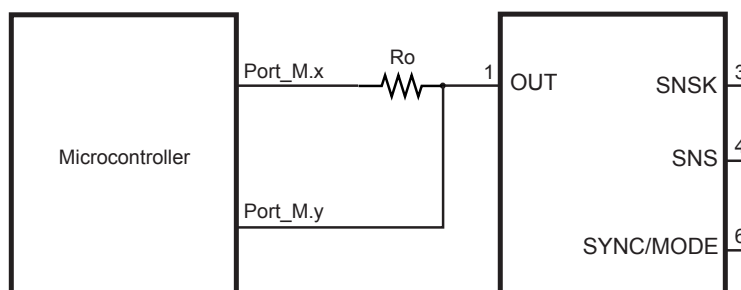 Port_M.x
Ro
1
OUT
SNSK
3
Microcontroller
SNS
4
Port_M.y
SYNC/MODE
6